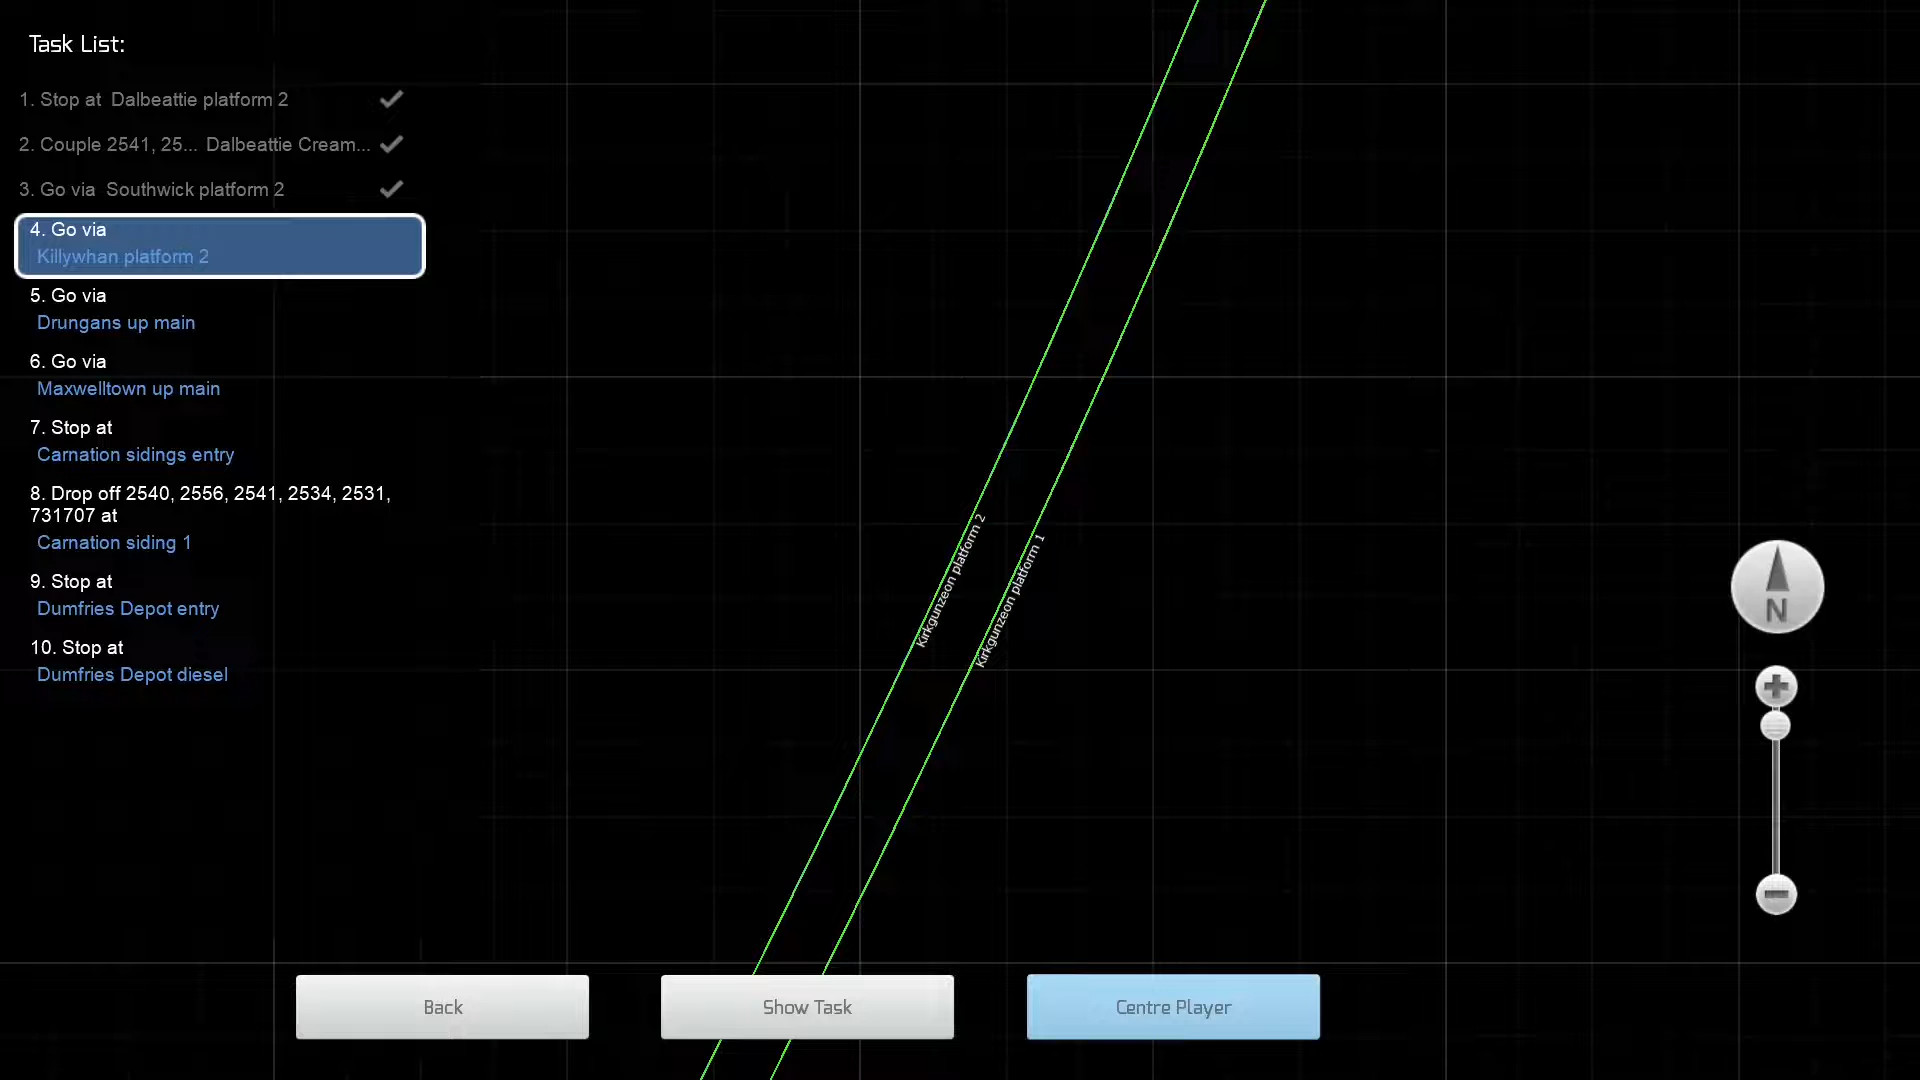 Task List:
1. Stop at Dalbeattie platform 2
2. Couple 2541, 25... Dalbeattie Cream...
3. Go via Southwick platform 2
4. Go via
Killywhan platform 2
5. Go via
Drungans up main
6. Go via
Maxwelltown up main
7. Stop at
Carnation sidings entry
8. Drop off 2540, 2556, 2541, 2534, 2531,
731707 at
Carnation siding 1
9. Stop at
Dumfries Depot entry
10. Stop at
Dumfries Depot diesel
Kirkgunzeon platform 2
Kirkgunzeon platform 1
N
Back
Show Task
Centre Player